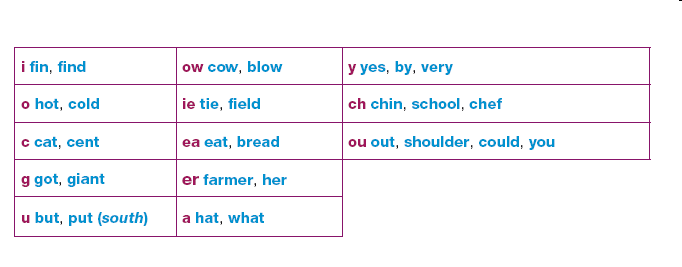 i fin, find ow cow, blow y yes, by, very
o hot, cold ie tie, field ch chin, school, chef
c cat, cent ea eat, bread ou out, shoulder, could, you
g got, giant er farmer, her
u but, put (south) a hat, what